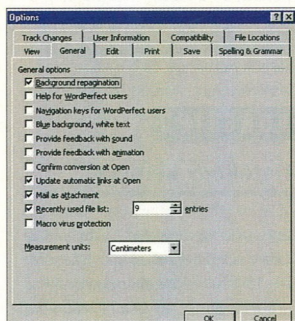 Options
Track Changes User Information Compatibility File Locations
View General Edit Print Save Spelling & Grammar
General options
Background repagination
Help for WordPerfect users
Navigation keys for WordPerfect users
Blue background, white text
Provide feedback with sound
Provide feedback with animation
Confirm conversion at Open
Update automatic links at Open
Mail as attachment
Recently used file list: 9 entries
Macro virus protection
Measurement units: Centimeters
OK Cancel